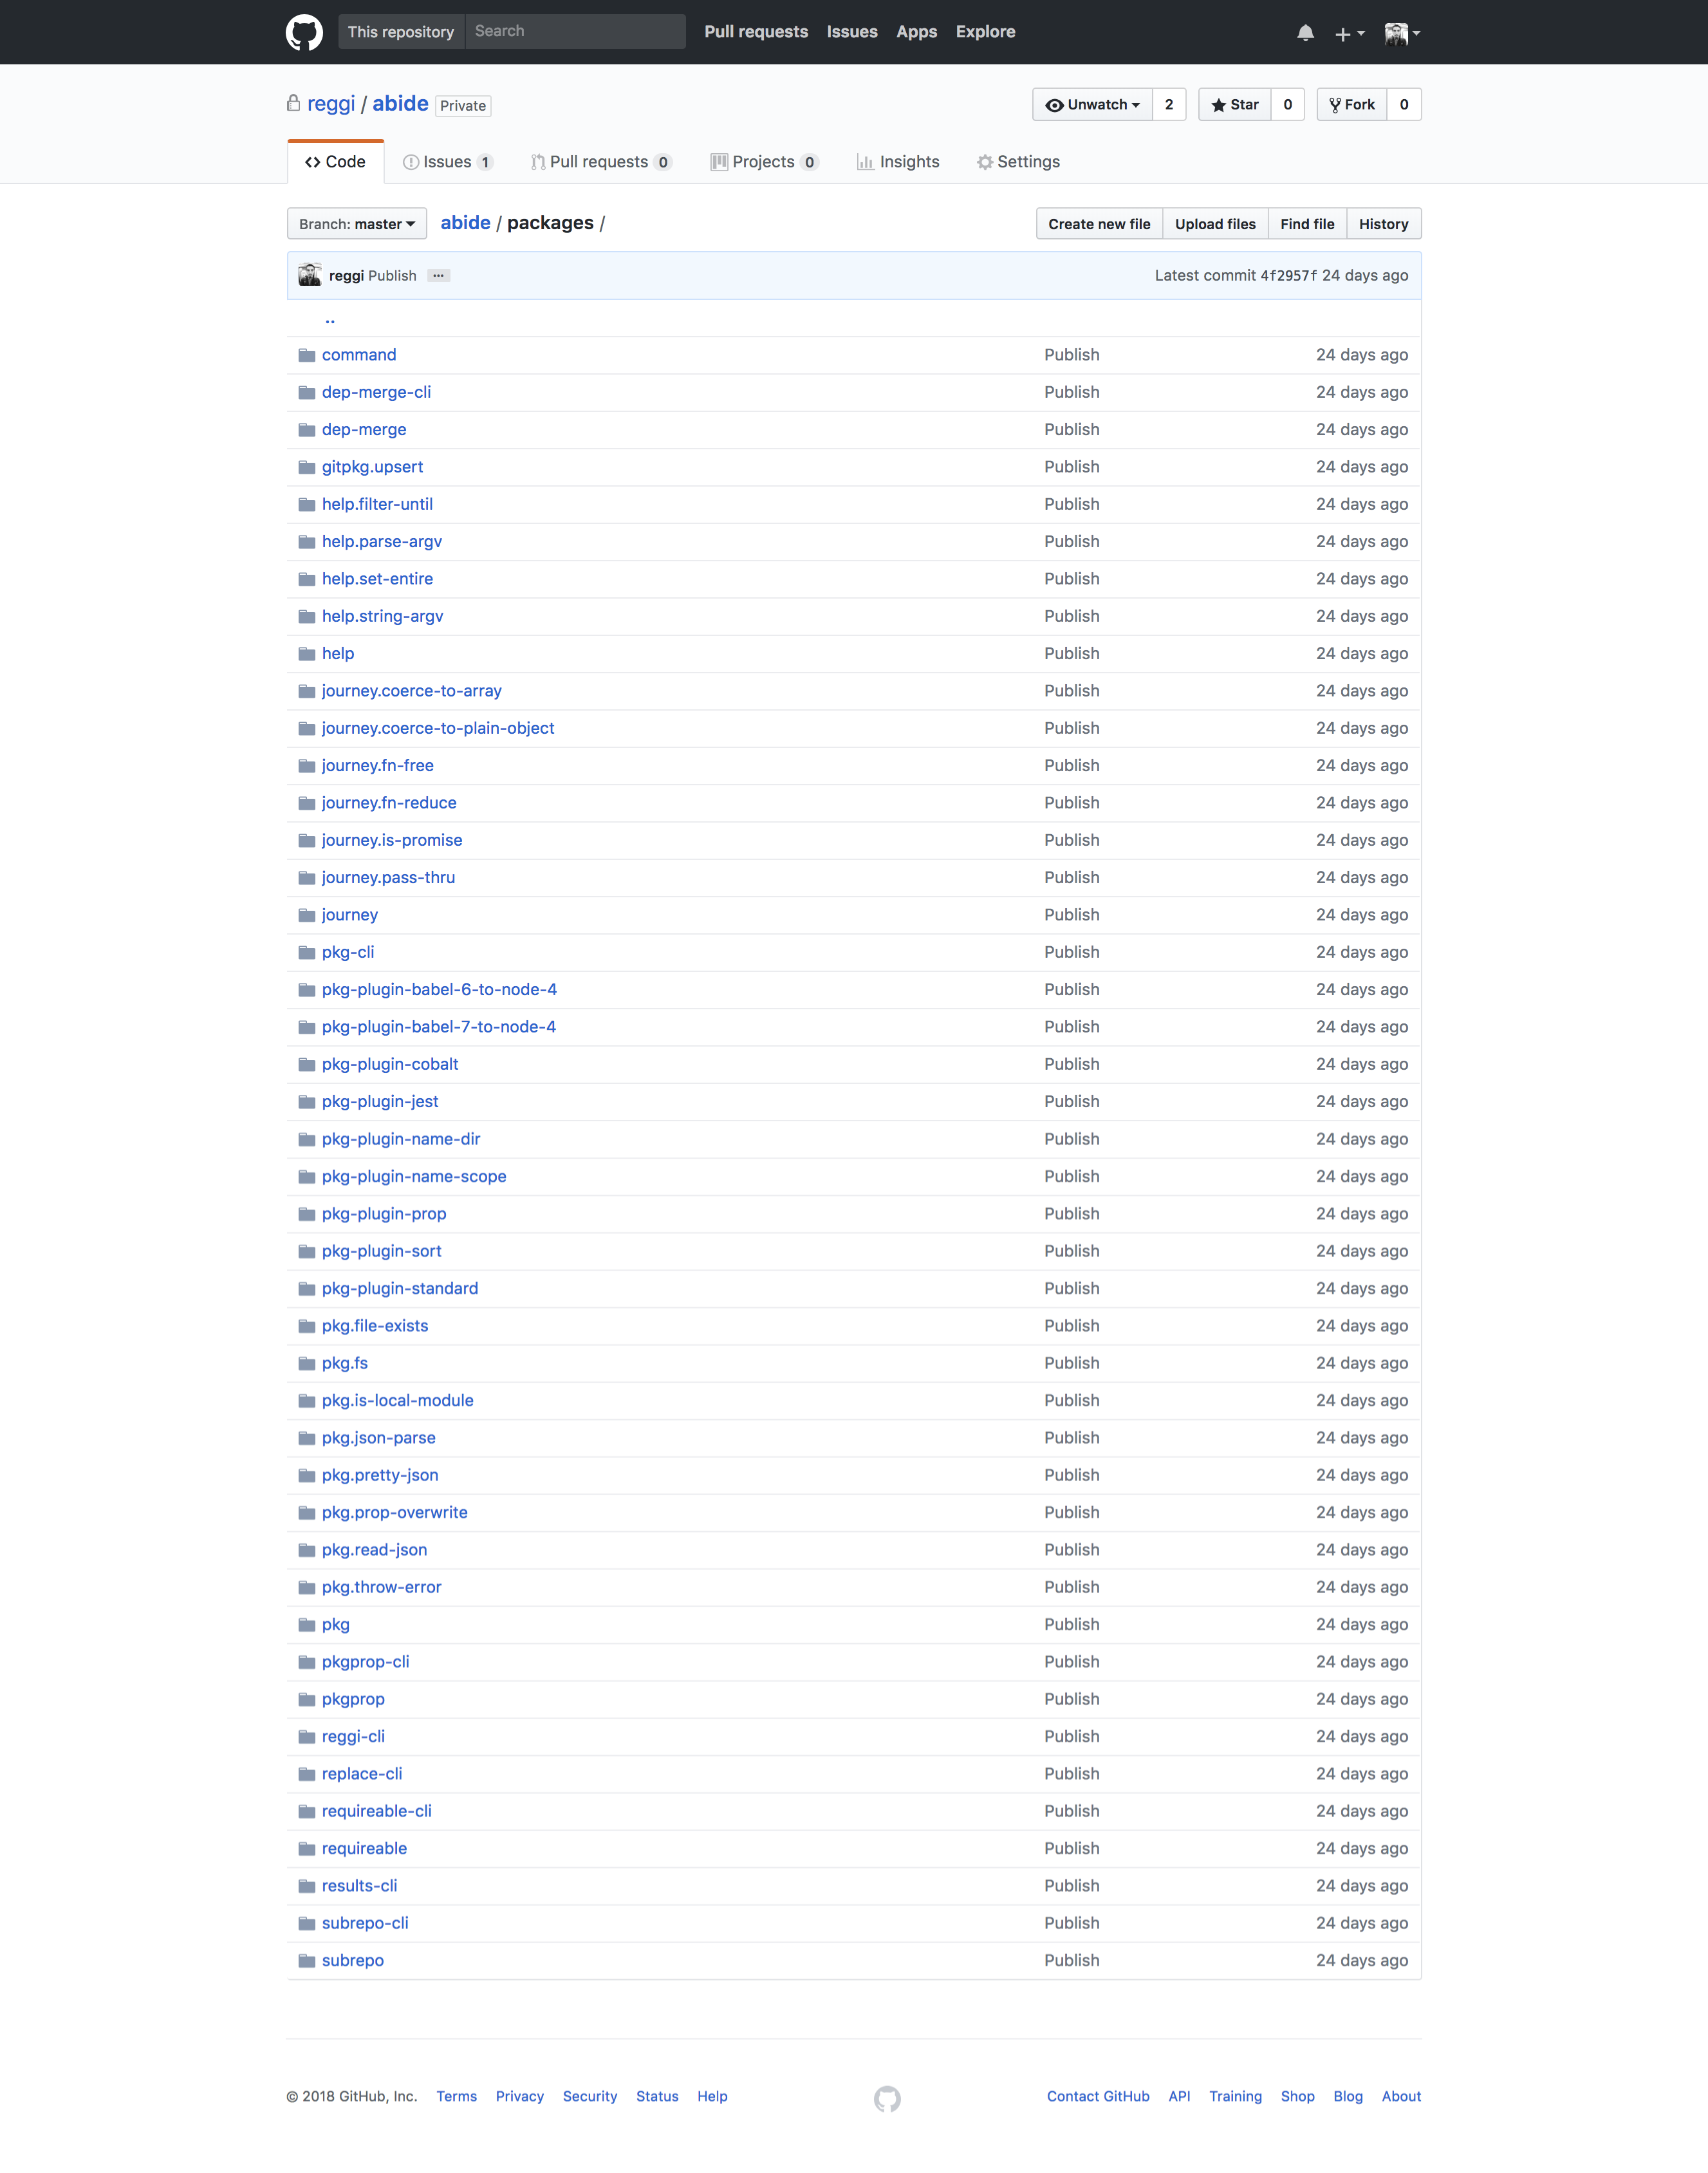 This repository Search Pull requests Issues Apps Explore
reggi / abide Private Unwatch 2 Star 0 Fork 0
Code Issues 1 Pull requests 0 Projects 0 Insights Settings
Branch: master abide / packages / Create new file Upload files Find file History
reggi Publish ... Latest commit 4f2957f 24 days ago
..
command Publish 24 days ago
dep-merge-cli Publish 24 days ago
dep-merge Publish 24 days ago
gitpkg.upsert Publish 24 days ago
help.filter-until Publish 24 days ago
help.parse-argv Publish 24 days ago
help.set-entire Publish 24 days ago
help.string-argv Publish 24 days ago
help Publish 24 days ago
journey.coerce-to-array Publish 24 days ago
journey.coerce-to-plain-object Publish 24 days ago
journey.fn-free Publish 24 days ago
journey.fn-reduce Publish 24 days ago
journey.is-promise Publish 24 days ago
journey.pass-thru Publish 24 days ago
journey Publish 24 days ago
pkg-cli Publish 24 days ago
pkg-plugin-babel-6-to-node-4 Publish 24 days ago
pkg-plugin-babel-7-to-node-4 Publish 24 days ago
pkg-plugin-cobalt Publish 24 days ago
pkg-plugin-jest Publish 24 days ago
pkg-plugin-name-dir Publish 24 days ago
pkg-plugin-name-scope Publish 24 days ago
pkg-plugin-prop Publish 24 days ago
pkg-plugin-sort Publish 24 days ago
pkg-plugin-standard Publish 24 days ago
pkg.file-exists Publish 24 days ago
pkg.fs Publish 24 days ago
pkg.is-local-module Publish 24 days ago
pkg.json-parse Publish 24 days ago
pkg.pretty-json Publish 24 days ago
pkg.prop-overwrite Publish 24 days ago
pkg.read-json Publish 24 days ago
pkg.throw-error Publish 24 days ago
pkg Publish 24 days ago
pkgprop-cli Publish 24 days ago
pkgprop Publish 24 days ago
reggi-cli Publish 24 days ago
replace-cli Publish 24 days ago
requireable-cli Publish 24 days ago
requireable Publish 24 days ago
results-cli Publish 24 days ago
subrepo-cli Publish 24 days ago
subrepo Publish 24 days ago
© 2018 GitHub, Inc. Terms Privacy Security Status Help Contact GitHub API Training Shop Blog About